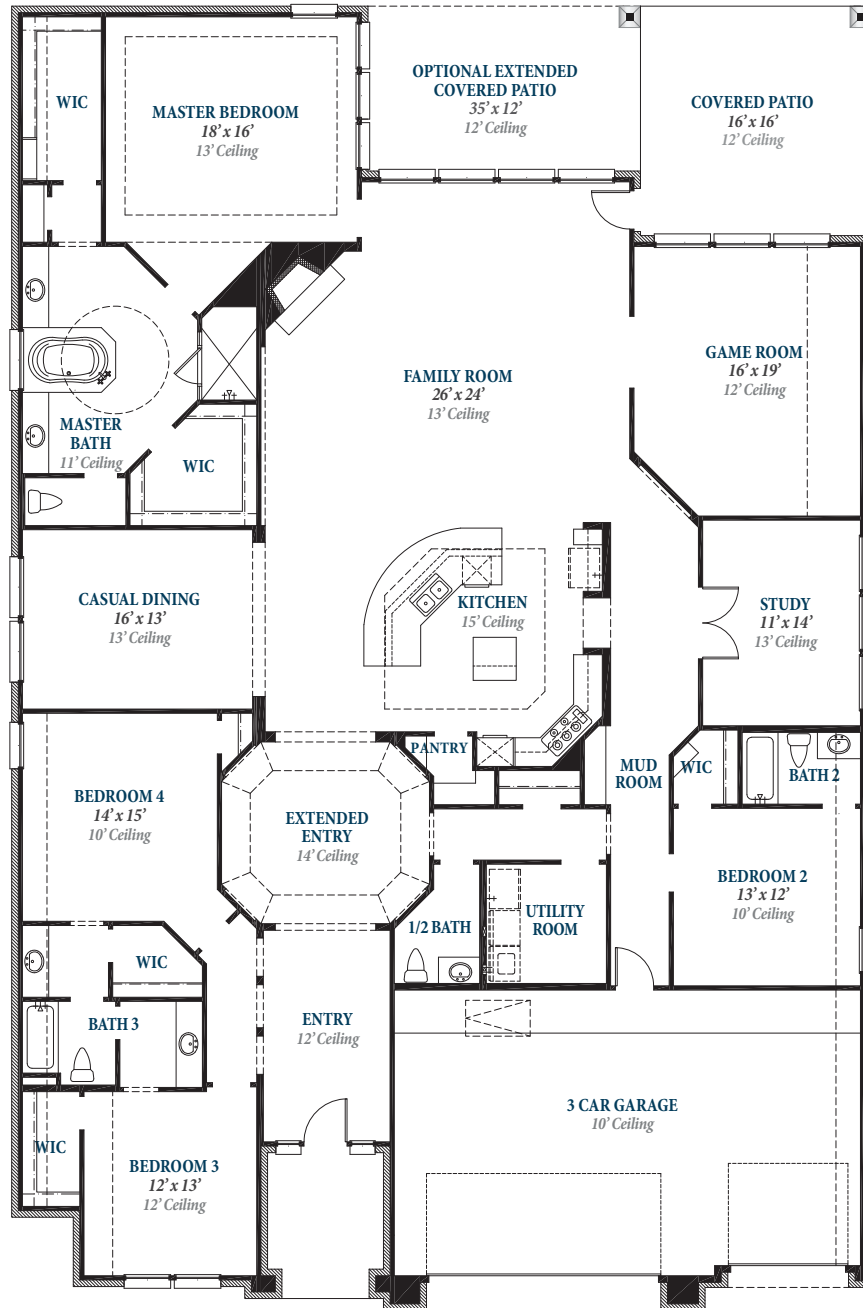 WIC
MASTER BEDROOM
18' x 16'
13' Ceiling
OPTIONAL EXTENDED
COVERED PATIO
35' x 12'
12' Ceiling
COVERED PATIO
16' x 16'
12' Ceiling
FAMILY ROOM
26' x 24'
13' Ceiling
GAME ROOM
16' x 19'
12' Ceiling
MASTER
BATH
11' Ceiling
WIC
CASUAL DINING
16' x 13'
13' Ceiling
KITCHEN
15' Ceiling
STUDY
11' x 14'
13' Ceiling
PANTRY
MUD
ROOM
WIC
BATH 2
BEDROOM 4
14' x 15'
10' Ceiling
EXTENDED
ENTRY
14' Ceiling
BEDROOM 2
13' x 12'
10' Ceiling
1/2 BATH
UTILITY
ROOM
WIC
BATH 3
ENTRY
12' Ceiling
3 CAR GARAGE
10' Ceiling
WIC
BEDROOM 3
12' x 13'
12' Ceiling